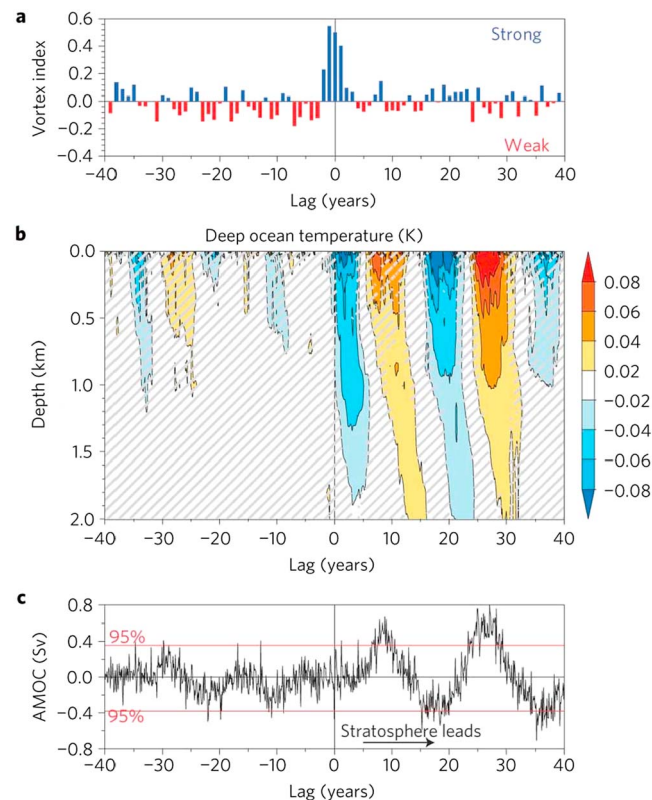 a
0.6
0.4
0.2
0.0
−0.2
−0.4
Vortex index
Strong
Weak
−40 −30 −20 −10 0 10 20 30 40
Lag (years)
b
Deep ocean temperature (K)
0.0
0.5
1.0
1.5
2.0
Depth (km)
−40 −30 −20 −10 0 10 20 30 40
Lag (years)
0.08
0.06
0.04
0.02
−0.02
−0.04
−0.06
−0.08
c
0.8
0.4
0.0
−0.4
−0.8
AMOC (Sv)
95%
95%
Stratosphere leads
−40 −30 −20 −10 0 10 20 30 40
Lag (years)